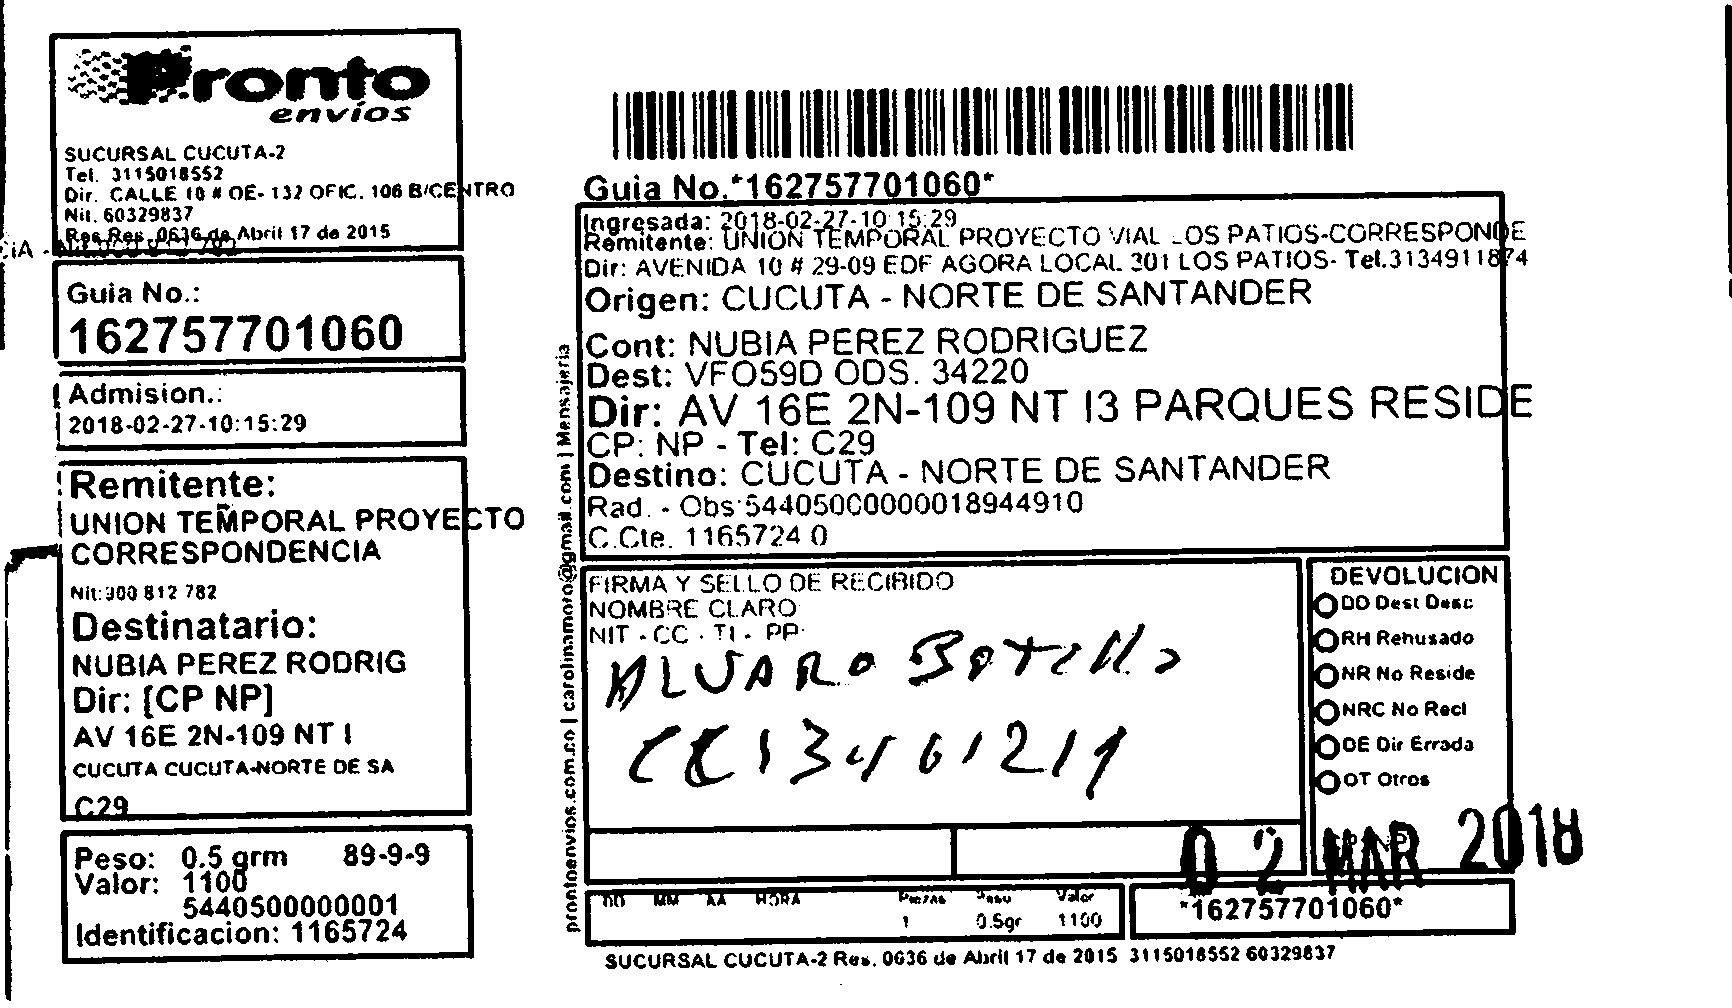 Pronto
envíos
SUCURSAL CUCUTA-2
Tel. 3115018552
Dir. CALLE 10 # OE- 132 OFIC. 106 B/CENTRO
Nit. 60329837
Res.Res. 0636 de Abril 17 de 2015
Guia No.:
162757701060
Admision.:
2018-02-27-10:15:29
Remitente:
UNION TEMPORAL PROYECTO
CORRESPONDENCIA
Nit: 900 812 782
Destinatario:
NUBIA PEREZ RODRIG
Dir: [CP NP]
AV 16E 2N-109 NT I
CUCUTA CUCUTA-NORTE DE SA
C29
Peso: 0.5 grm 89-9-9
Valor: 1100
5440500000001
Identificacion: 1165724
prontoenvios.com.co | carolinamoro@gmail.com | Mensajeria
Guia No.*162757701060*
Ingresada: 2018-02-27-10:15:29
Remitente: UNION TEMPORAL PROYECTO VIAL LOS PATIOS-CORRESPONDE
Dir: AVENIDA 10 # 29-09 EDF AGORA LOCAL 201 LOS PATIOS- Tel.3134911874
Origen: CUCUTA - NORTE DE SANTANDER
Cont: NUBIA PEREZ RODRIGUEZ
Dest: VFO59D ODS. 34220
Dir: AV 16E 2N-109 NT I3 PARQUES RESIDE
CP: NP - Tel: C29
Destino: CUCUTA - NORTE DE SANTANDER
Rad. - Obs:54405000000018944910
C.Cte. 1165724 0
FIRMA Y SELLO DE RECIBIDO
NOMBRE CLARO
NIT - CC - TI - PP:
ALVARO Botello
CC 13461219
DEVOLUCION
DD Dest Desc
RH Rehusado
NR No Reside
NRC No Recl
DE Dir Errada
OT Otros
02 MAR 2018
DD MM AA HORA Piezas Peso Valor
1 0.5gr 1100
*162757701060*
SUCURSAL CUCUTA-2 Res. 0636 de Abril 17 de 2015 3115018552 60329837